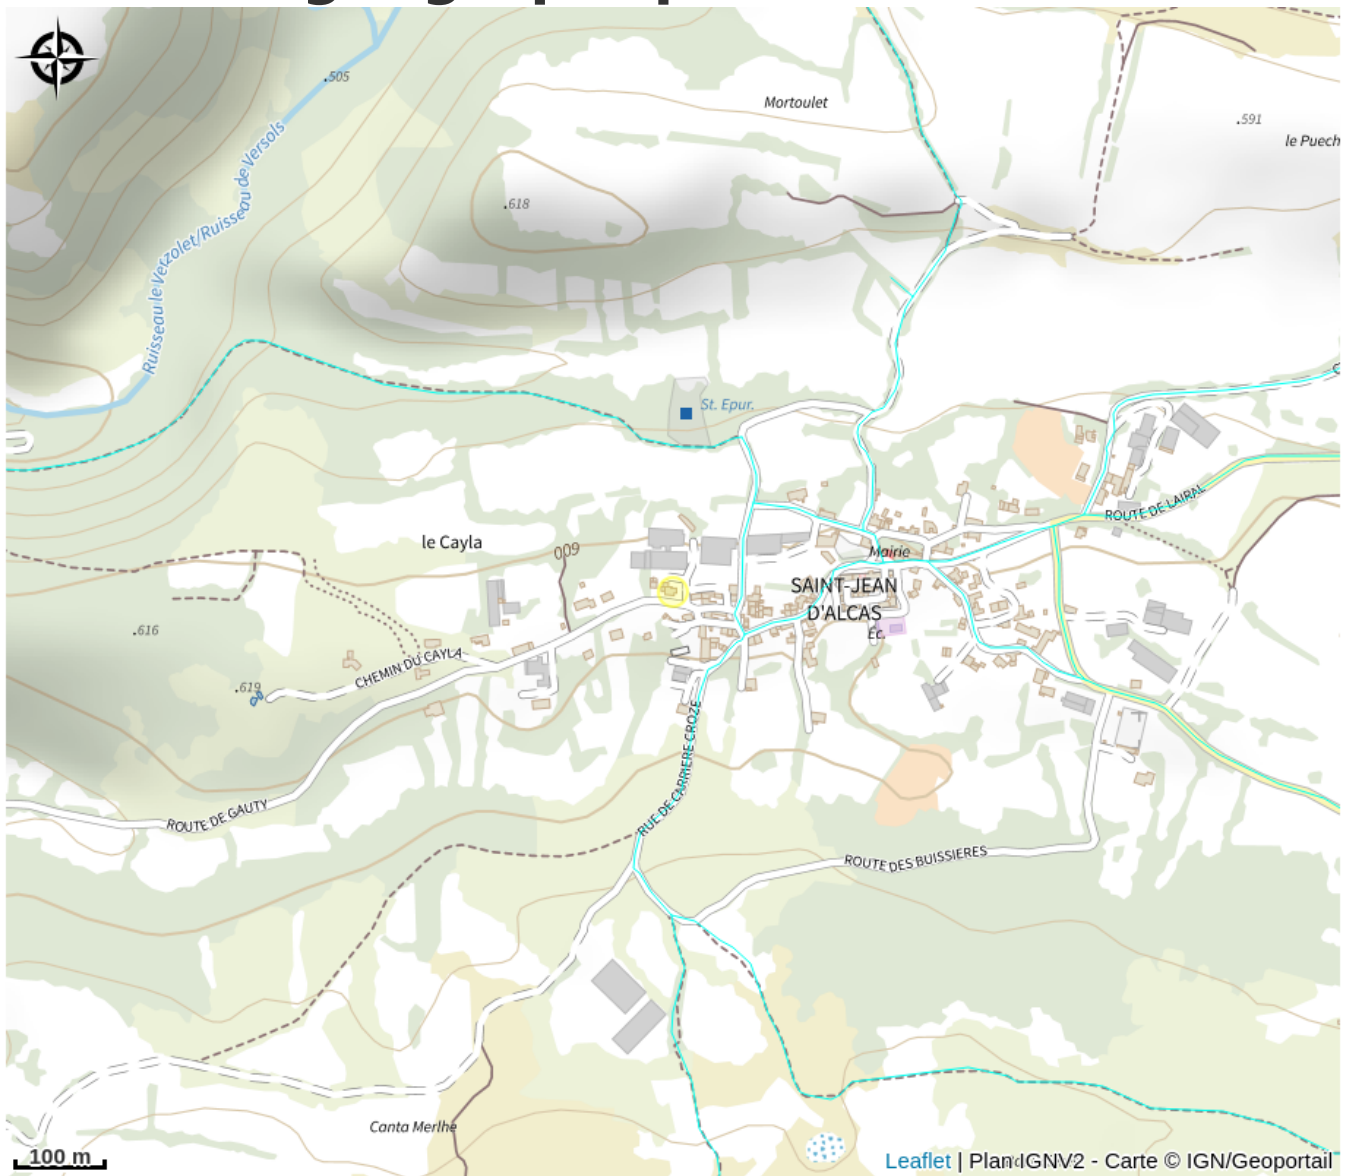 .505
Mortoulet
.591
le Puech
Ruisseau le Verzolet/Ruisseau de Versols
.618
St. Epur.
ROUTE DE LAIRAL
le Cayla
600
Mairie
SAINT-JEAN
D'ALCAS
Ec.
.616
CHEMIN DU CAYLA
.619
RUE DE CARRIERE CROZE
ROUTE DE GAUTY
ROUTE DES BUISSIERES
Canta Merlhe
100 m
Leaflet | Plan IGNV2 - Carte © IGN/Geoportail